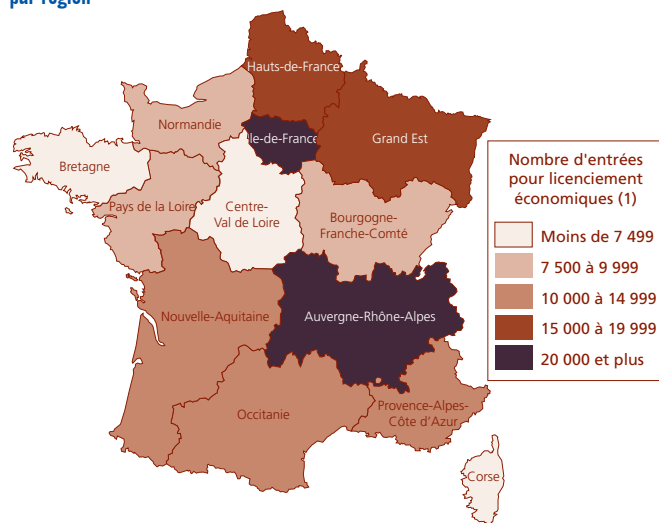 par région
Hauts-de-France
Normandie
Ile-de-France
Grand Est
Bretagne
Pays de la Loire
Centre-
Val de Loire
Bourgogne-
Franche-Comté
Nouvelle-Aquitaine
Auvergne-Rhône-Alpes
Occitanie
Provence-Alpes-
Côte d'Azur
Corse
Nombre d'entrées
pour licenciement
économiques (1)
Moins de 7 499
7 500 à 9 999
10 000 à 14 999
15 000 à 19 999
20 000 et plus